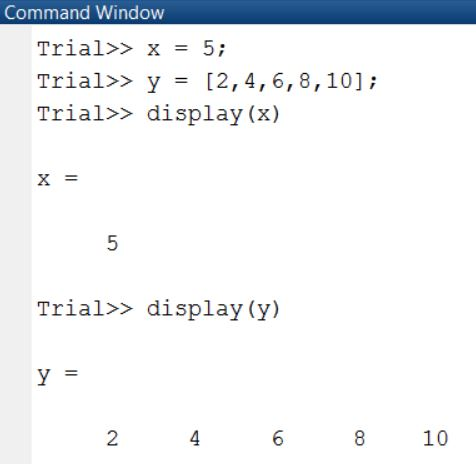 Command Window
Trial>> x = 5;
Trial>> y = [2,4,6,8,10];
Trial>> display(x)
x =
5
Trial>> display(y)
y =
2 4 6 8 10